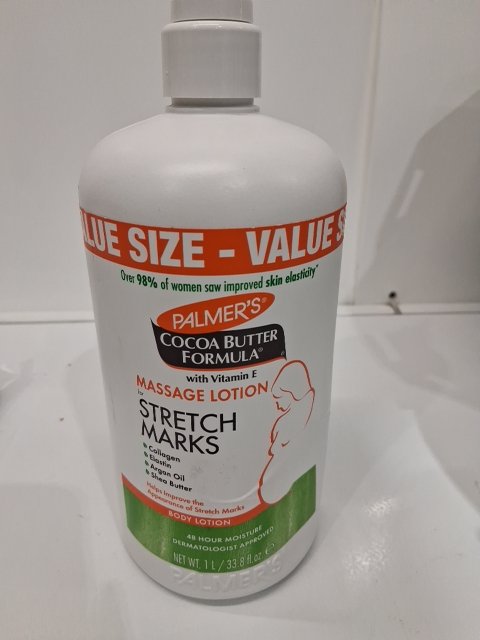 SIZE - VALUE
Over 98% of women saw improved skin elasticity*
PALMER'S®
COCOA BUTTER
FORMULA®
with Vitamin E
MASSAGE LOTION
for
STRETCH
MARKS
Collagen
Elastin
Argan Oil
Shea Butter
Helps Improve the
Appearance of Stretch Marks
BODY LOTION
48 HOUR MOISTURE
DERMATOLOGIST APPROVED
NET WT. 1 L / 33.8 fl. oz. ℮
PALMER'S